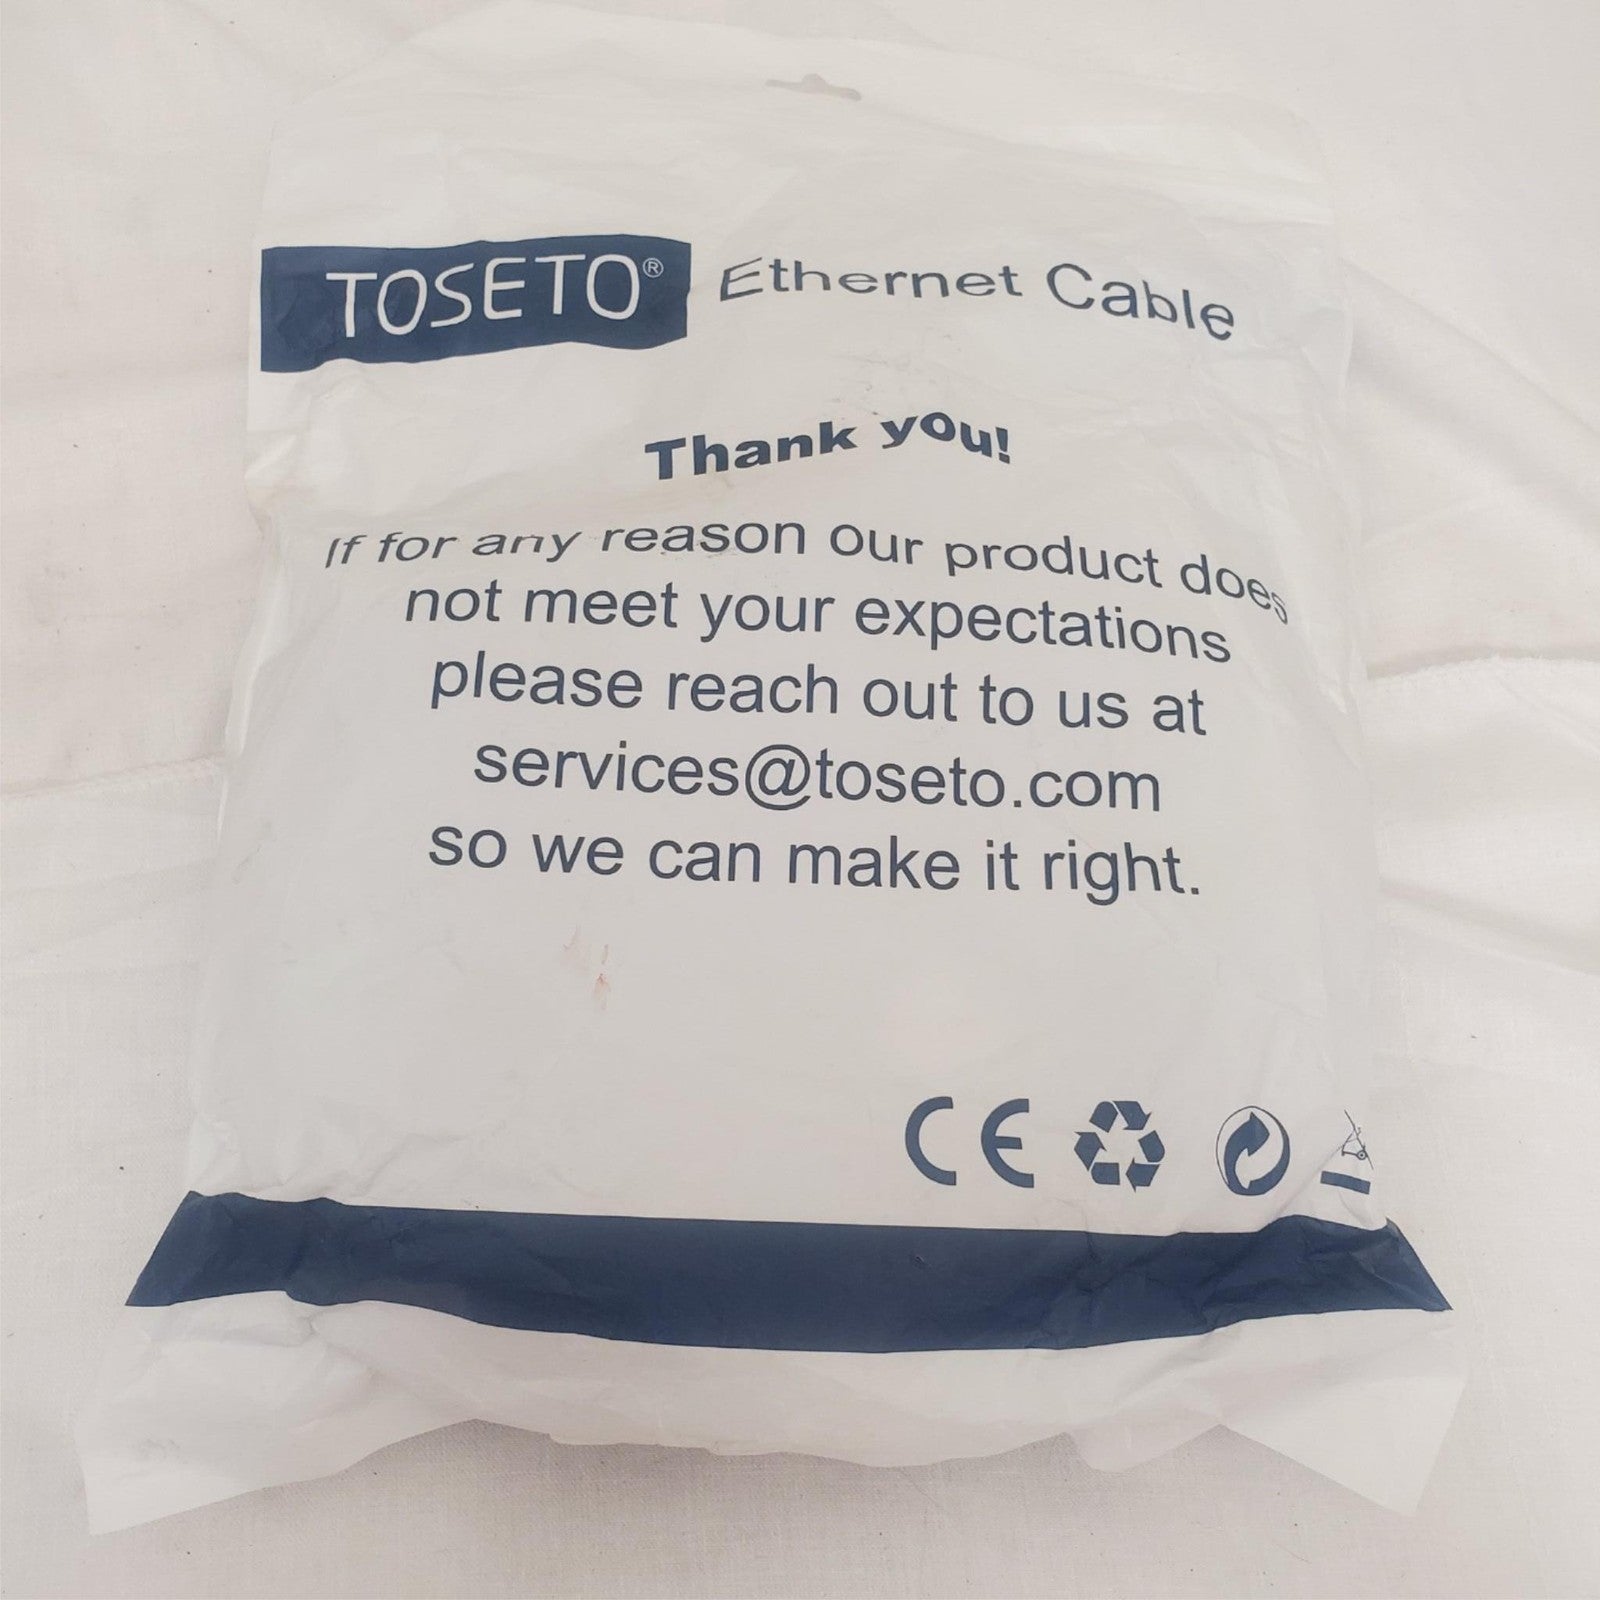 TOSETO® Ethernet Cable
Thank you!
If for any reason our product does
not meet your expectations
please reach out to us at
services@toseto.com
so we can make it right.
CE